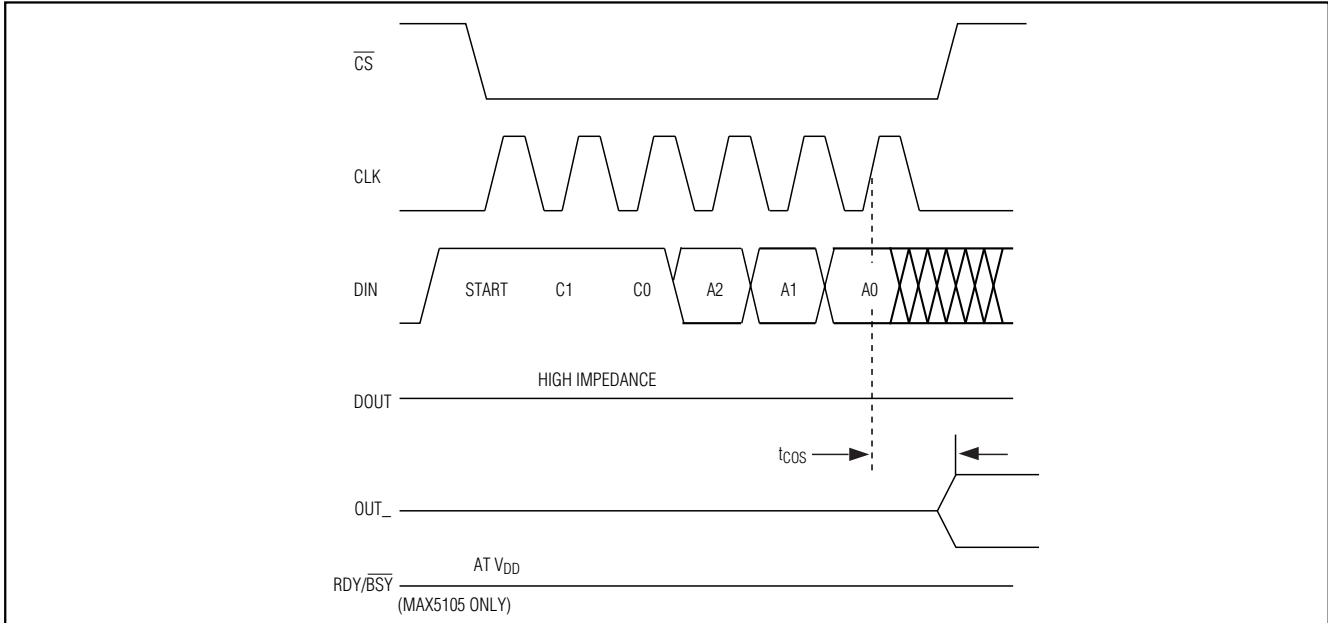 CS
CLK
DIN START C1 C0 A2 A1 A0
HIGH IMPEDANCE
DOUT
tCOS
OUT_
AT VDD
RDY/BSY
(MAX5105 ONLY)